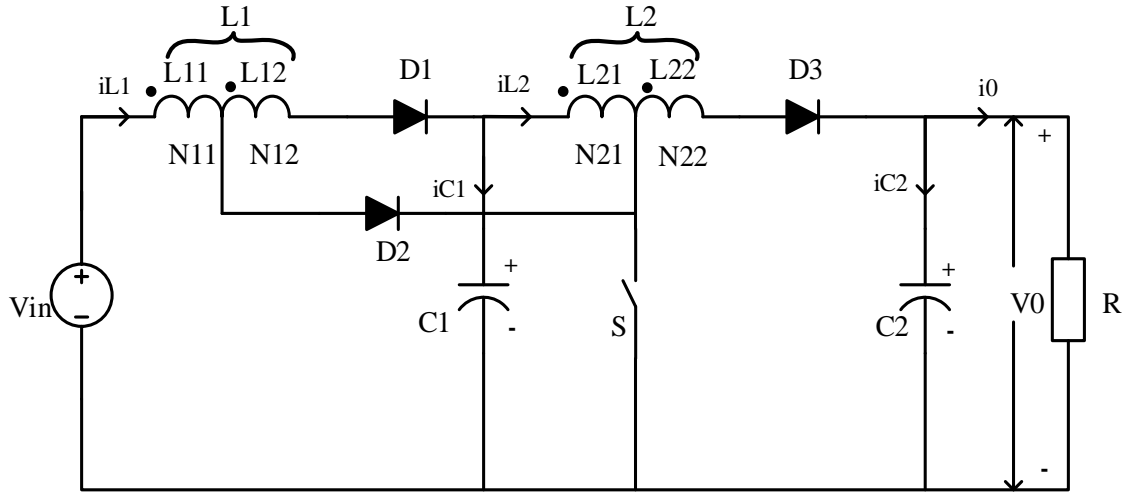 L1
L2
L11 L12
D1
L21 L22
D3
iL1
iL2
i0
N11 N12
N21 N22
+
iC1
iC2
D2
+
+
+
Vin
-
C1
-
S
C2
-
V0
R
-